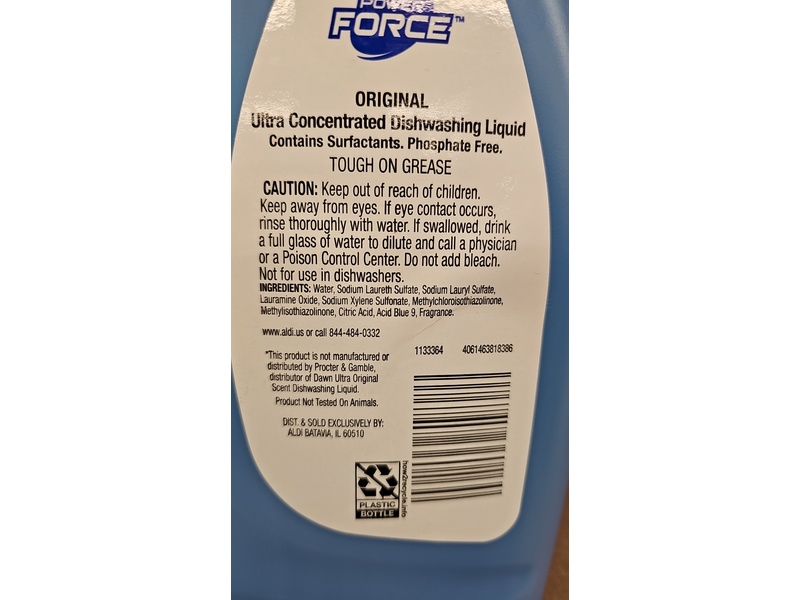 POWER
FORCE™
ORIGINAL
Ultra Concentrated Dishwashing Liquid
Contains Surfactants. Phosphate Free.
TOUGH ON GREASE
CAUTION: Keep out of reach of children.
Keep away from eyes. If eye contact occurs,
rinse thoroughly with water. If swallowed, drink
a full glass of water to dilute and call a physician
or a Poison Control Center. Do not add bleach.
Not for use in dishwashers.
INGREDIENTS: Water, Sodium Laureth Sulfate, Sodium Lauryl Sulfate,
Lauramine Oxide, Sodium Xylene Sulfonate, Methylchloroisothiazolinone,
Methylisothiazolinone, Citric Acid, Acid Blue 9, Fragrance.
www.aldi.us or call 844-484-0332
1133364 4061463818386
*This product is not manufactured or
distributed by Procter & Gamble,
distributor of Dawn Ultra Original
Scent Dishwashing Liquid.
Product Not Tested On Animals.
DIST. & SOLD EXCLUSIVELY BY:
ALDI BATAVIA, IL 60510
how2recycle.info
PLASTIC
BOTTLE